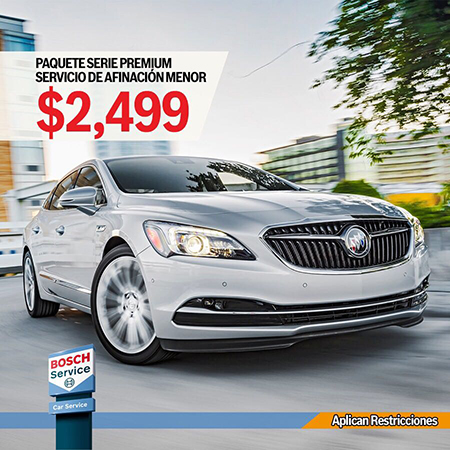 PAQUETE SERIE PREMIUM
SERVICIO DE AFINACIÓN MENOR
$2,499
BOSCH
Service
Car Service
Aplican Restricciones